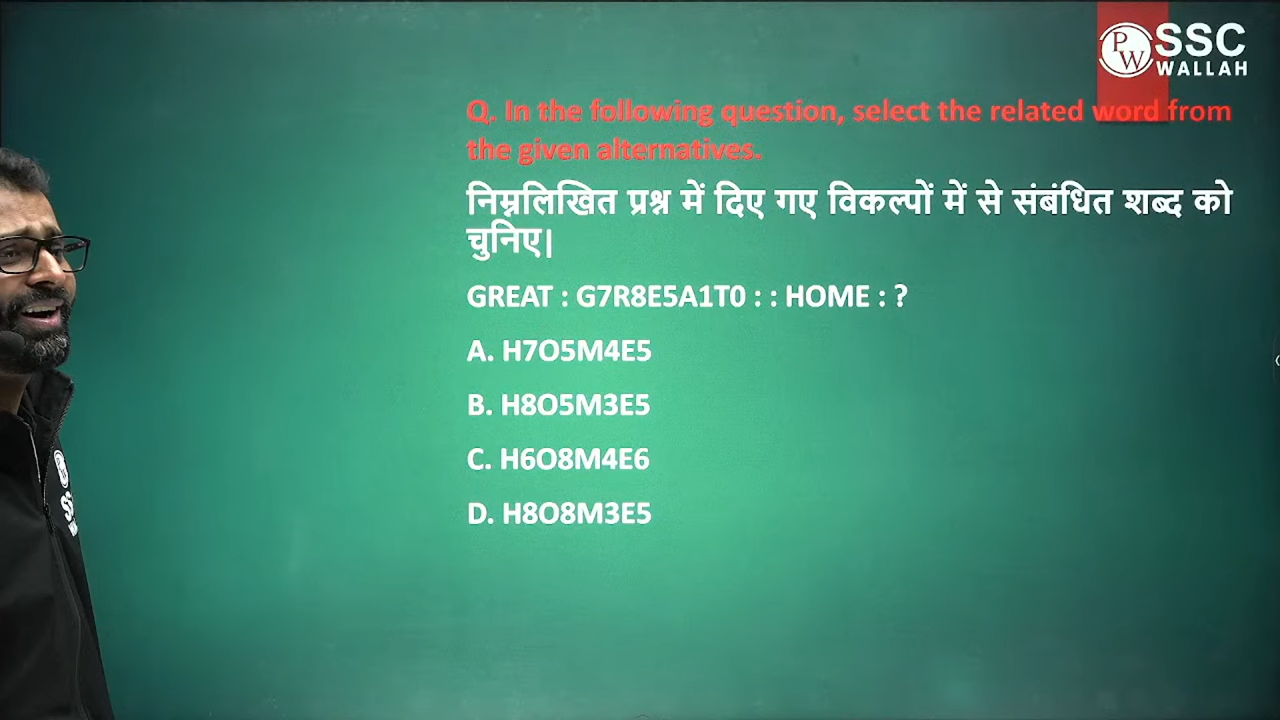 PW SSC
WALLAH
Q. In the following question, select the related word from
the given alternatives.
निम्नलिखित प्रश्न में दिए गए विकल्पों में से संबंधित शब्द को
चुनिए।
GREAT : G7R8E5A1T0 : : HOME : ?
A. H7O5M4E5
B. H8O5M3E5
C. H6O8M4E6
D. H8O8M3E5